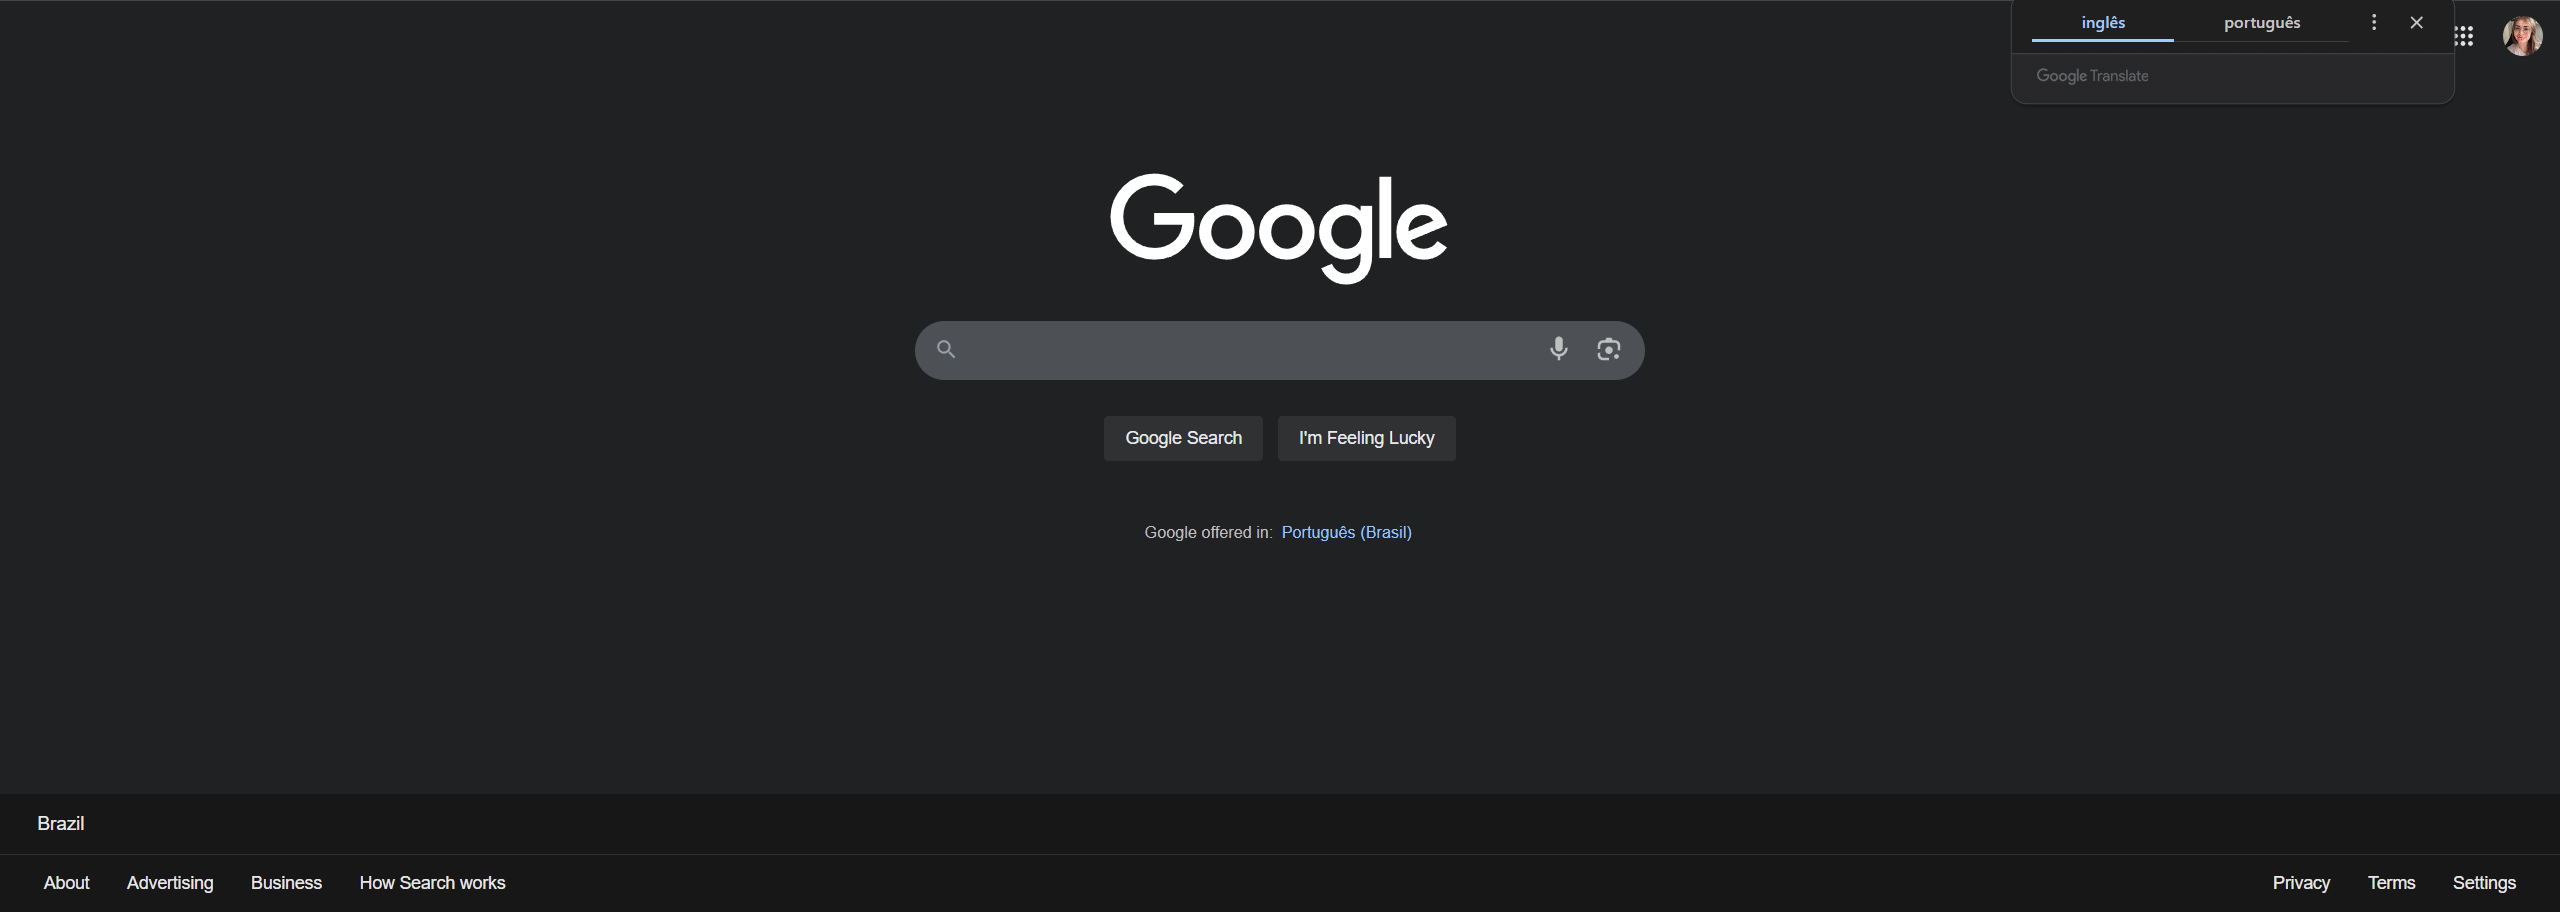 inglês português
Google Translate
Google
Google Search I'm Feeling Lucky
Google offered in: Português (Brasil)
Brazil
About Advertising Business How Search works Privacy Terms Settings